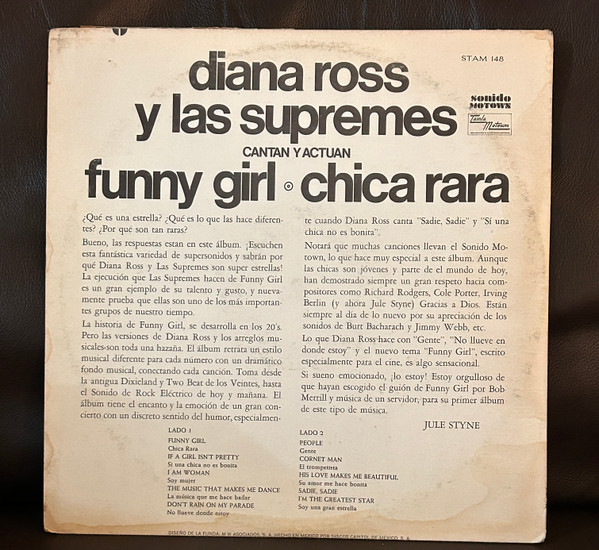 STAM 148
diana ross
y las supremes
sonido
MOTOWN
Tamla
Motown
CANTAN Y ACTUAN
funny girl • chica rara
¿Qué es una estrella? ¿Qué es lo que las hace diferen-
tes? ¿Por qué son tan raras?
Bueno, las respuestas estan en este álbum. ¡Escuchen
esta fantástica variedad de supersonidos y sabrán por
qué Diana Ross y Las Supremes son super estrellas!
La ejecución que Las Supremes hacen de Funny Girl
es un gran ejemplo de su talento y gusto, y nueva-
mente prueba que ellas son uno de los más importan-
tes grupos de nuestro tiempo.
La historia de Funny Girl, se desarrolla en los 20's.
Pero las versiones de Diana Ross y los arreglos mu-
sicales-son toda una hazaña. El álbum retrata un estilo
musical diferente para cada número con un dramático
fondo musical, conectando cada canción. Toma desde
la antigua Dixieland y Two Beat de los Veintes, hasta
el Sonido de Rock Eléctrico de hoy y mañana. El
álbum tiene el encanto y la emoción de un gran con-
cierto con un discreto sentido del humor, especialmen-
te cuando Diana Ross canta "Sadie, Sadie" y "Si una
chica no es bonita".
Notará que muchas canciones llevan el Sonido Mo-
town, lo que hace muy especial a este álbum. Aunque
las chicas son jóvenes y parte de el mundo de hoy,
han demostrado siempre un gran respeto hacia com-
positores como Richard Rodgers, Cole Porter, Irving
Berlin (y ahora Jule Styne) Gracias a Dios. Están
siempre al día de lo nuevo por su apreciación de los
sonidos de Burt Bacharach y Jimmy Webb, etc.
Lo que Diana Ross hace con "Gente", "No llueve en
donde estoy" y el nuevo tema "Funny Girl", escrito
especialmente para el cine, es algo sensacional.
Si sueno emocionado, ¡lo estoy! Estoy orgulloso de
que hayan escogido el guión de Funny Girl por Bob
Merrill y música de un servidor, para su primer álbum
de este tipo de música.
JULE STYNE
LADO 1
FUNNY GIRL
Chica Rara
IF A GIRL ISN'T PRETTY
Si una chica no es bonita
I AM WOMAN
Soy mujer
THE MUSIC THAT MAKES ME DANCE
La música que me hace bailar
DON'T RAIN ON MY PARADE
No llueve donde estoy
LADO 2
PEOPLE
Gente
CORNET MAN
El trompetista
HIS LOVE MAKES ME BEAUTIFUL
Su amor me hace bonita
SADIE, SADIE
I'M THE GREATEST STAR
Soy una gran estrella
DISEÑO DE LA FUNDA: M W ASOCIADOS, S. A. HECHO EN MEXICO POR DISCOS CAPITOL DE MEXICO, S. A.